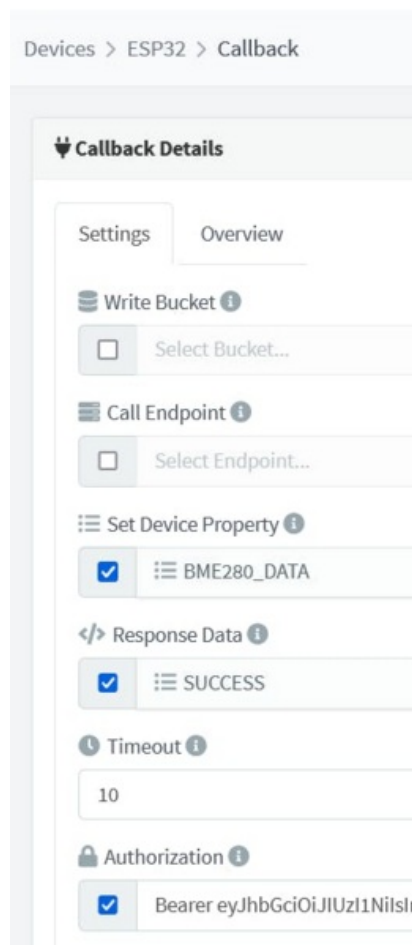 Devices > ESP32 > Callback
Callback Details
Settings Overview
Write Bucket
Select Bucket...
Call Endpoint
Select Endpoint...
Set Device Property
BME280_DATA
</> Response Data
SUCCESS
Timeout
10
Authorization
Bearer eyJhbGciOiJIUzI1NiIsIn